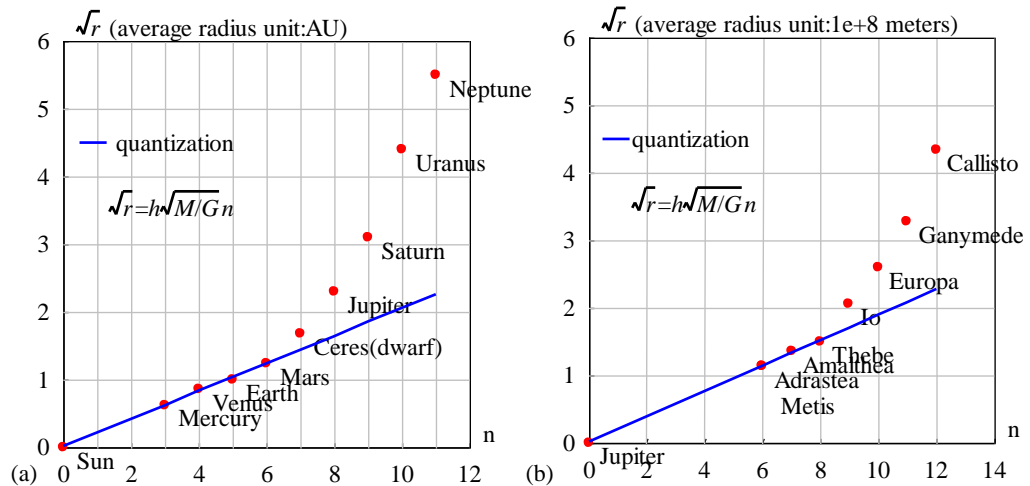 √r (average radius unit:AU)
6
5
4
3
2
1
0
quantization
√r=h√M/G n
Neptune
Uranus
Saturn
Jupiter
Ceres(dwarf)
Mars
Earth
Venus
Mercury
Sun
n
(a)
0 2 4 6 8 10 12
√r (average radius unit:1e+8 meters)
6
5
4
3
2
1
0
quantization
√r=h√M/G n
Callisto
Ganymede
Europa
Io
Thebe
Amalthea
Adrastea
Metis
Jupiter
n
(b)
0 2 4 6 8 10 12 14